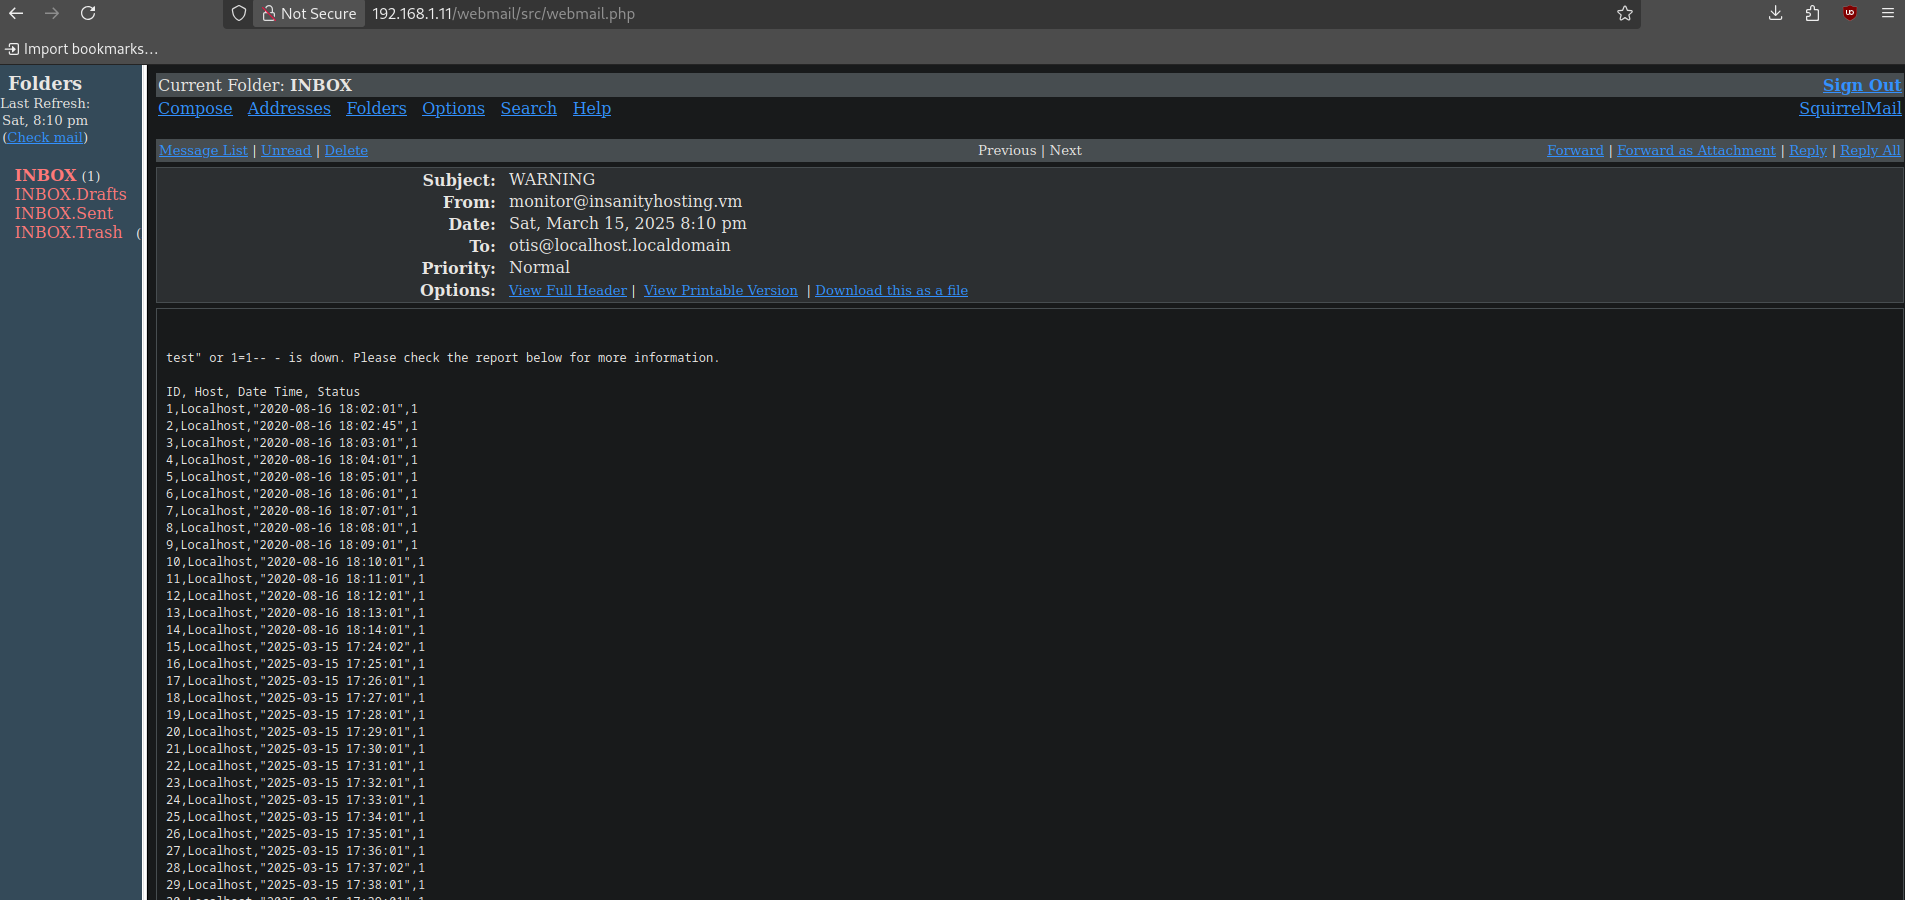 Not Secure 192.168.1.11/webmail/src/webmail.php
Import bookmarks…
Folders
Last Refresh:
Sat, 8:10 pm
(Check mail)
INBOX (1)
INBOX.Drafts
INBOX.Sent
INBOX.Trash (
Current Folder: INBOX Sign Out
Compose Addresses Folders Options Search Help SquirrelMail
Message List | Unread | Delete Previous | Next Forward | Forward as Attachment | Reply | Reply All
Subject: WARNING
From: monitor@insanityhosting.vm
Date: Sat, March 15, 2025 8:10 pm
To: otis@localhost.localdomain
Priority: Normal
Options: View Full Header | View Printable Version | Download this as a file
test" or 1=1-- - is down. Please check the report below for more information.
ID, Host, Date Time, Status
1,Localhost,"2020-08-16 18:02:01",1
2,Localhost,"2020-08-16 18:02:45",1
3,Localhost,"2020-08-16 18:03:01",1
4,Localhost,"2020-08-16 18:04:01",1
5,Localhost,"2020-08-16 18:05:01",1
6,Localhost,"2020-08-16 18:06:01",1
7,Localhost,"2020-08-16 18:07:01",1
8,Localhost,"2020-08-16 18:08:01",1
9,Localhost,"2020-08-16 18:09:01",1
10,Localhost,"2020-08-16 18:10:01",1
11,Localhost,"2020-08-16 18:11:01",1
12,Localhost,"2020-08-16 18:12:01",1
13,Localhost,"2020-08-16 18:13:01",1
14,Localhost,"2020-08-16 18:14:01",1
15,Localhost,"2025-03-15 17:24:02",1
16,Localhost,"2025-03-15 17:25:01",1
17,Localhost,"2025-03-15 17:26:01",1
18,Localhost,"2025-03-15 17:27:01",1
19,Localhost,"2025-03-15 17:28:01",1
20,Localhost,"2025-03-15 17:29:01",1
21,Localhost,"2025-03-15 17:30:01",1
22,Localhost,"2025-03-15 17:31:01",1
23,Localhost,"2025-03-15 17:32:01",1
24,Localhost,"2025-03-15 17:33:01",1
25,Localhost,"2025-03-15 17:34:01",1
26,Localhost,"2025-03-15 17:35:01",1
27,Localhost,"2025-03-15 17:36:01",1
28,Localhost,"2025-03-15 17:37:02",1
29,Localhost,"2025-03-15 17:38:01",1